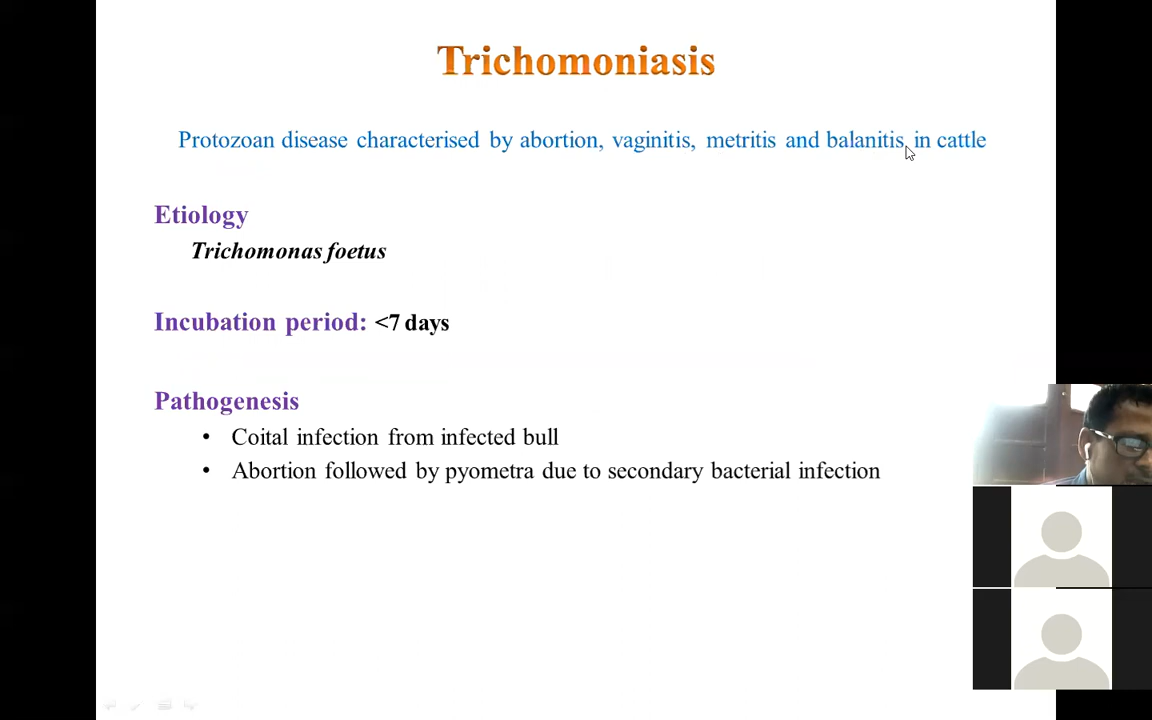 Trichomoniasis
Protozoan disease characterised by abortion, vaginitis, metritis and balanitis in cattle
Etiology
Trichomonas foetus
Incubation period: <7 days
Pathogenesis
• Coital infection from infected bull
• Abortion followed by pyometra due to secondary bacterial infection